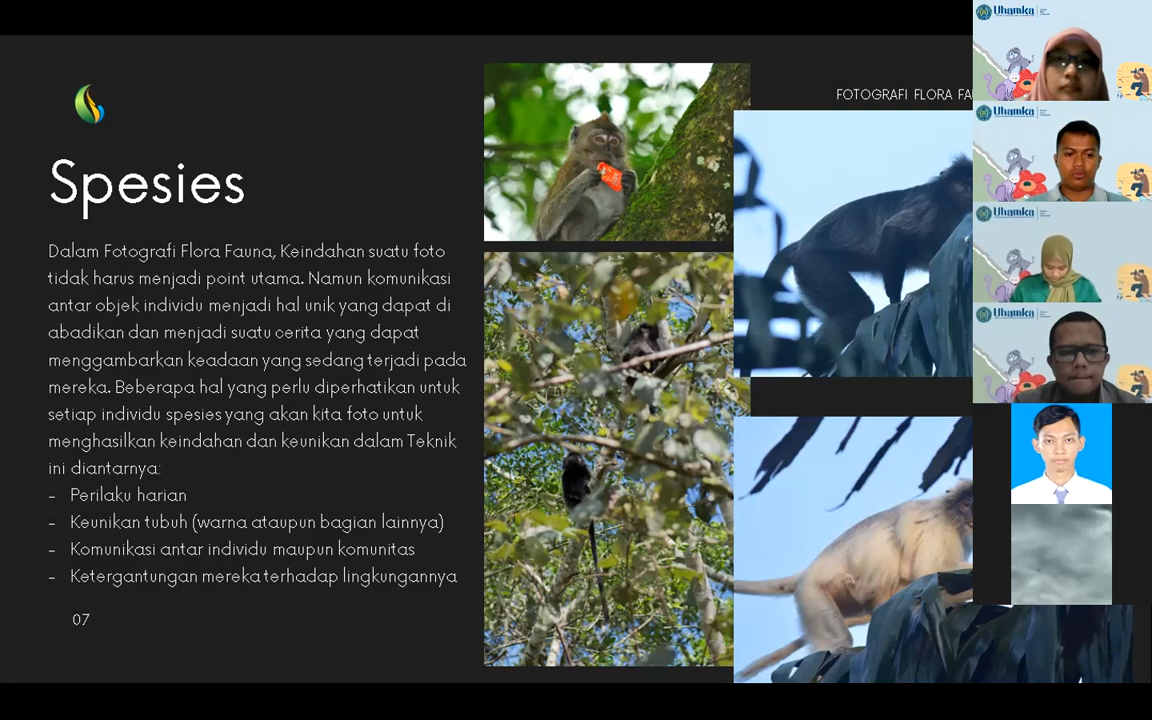 FOTOGRAFI FLORA FA
Spesies
Dalam Fotografi Flora Fauna, Keindahan suatu foto
tidak harus menjadi point utama. Namun komunikasi
antar objek individu menjadi hal unik yang dapat di
abadikan dan menjadi suatu cerita yang dapat
menggambarkan keadaan yang sedang terjadi pada
mereka. Beberapa hal yang perlu diperhatikan untuk
setiap individu spesies yang akan kita foto untuk
menghasilkan keindahan dan keunikan dalam Teknik
ini diantarnya:
- Perilaku harian
- Keunikan tubuh (warna ataupun bagian lainnya)
- Komunikasi antar individu maupun komunitas
- Ketergantungan mereka terhadap lingkungannya
07
Uhamka
Uhamka
Uhamka
Uhamka